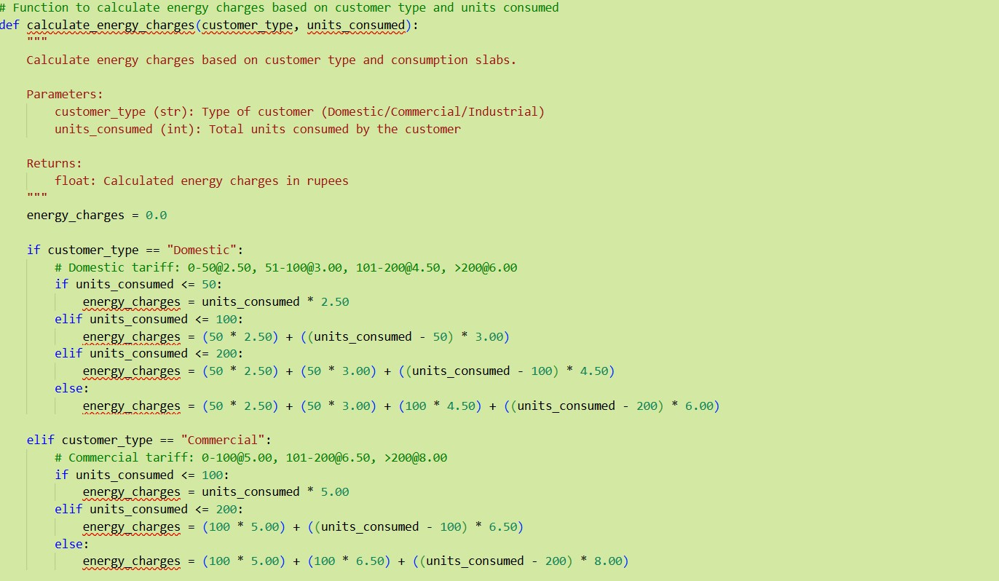 # Function to calculate energy charges based on customer type and units consumed
def calculate_energy_charges(customer_type, units_consumed):
    """
    Calculate energy charges based on customer type and consumption slabs.

    Parameters:
        customer_type (str): Type of customer (Domestic/Commercial/Industrial)
        units_consumed (int): Total units consumed by the customer

    Returns:
        float: Calculated energy charges in rupees
    """
    energy_charges = 0.0

    if customer_type == "Domestic":
        # Domestic tariff: 0-50@2.50, 51-100@3.00, 101-200@4.50, >200@6.00
        if units_consumed <= 50:
            energy_charges = units_consumed * 2.50
        elif units_consumed <= 100:
            energy_charges = (50 * 2.50) + ((units_consumed - 50) * 3.00)
        elif units_consumed <= 200:
            energy_charges = (50 * 2.50) + (50 * 3.00) + ((units_consumed - 100) * 4.50)
        else:
            energy_charges = (50 * 2.50) + (50 * 3.00) + (100 * 4.50) + ((units_consumed - 200) * 6.00)

    elif customer_type == "Commercial":
        # Commercial tariff: 0-100@5.00, 101-200@6.50, >200@8.00
        if units_consumed <= 100:
            energy_charges = units_consumed * 5.00
        elif units_consumed <= 200:
            energy_charges = (100 * 5.00) + ((units_consumed - 100) * 6.50)
        else:
            energy_charges = (100 * 5.00) + (100 * 6.50) + ((units_consumed - 200) * 8.00)